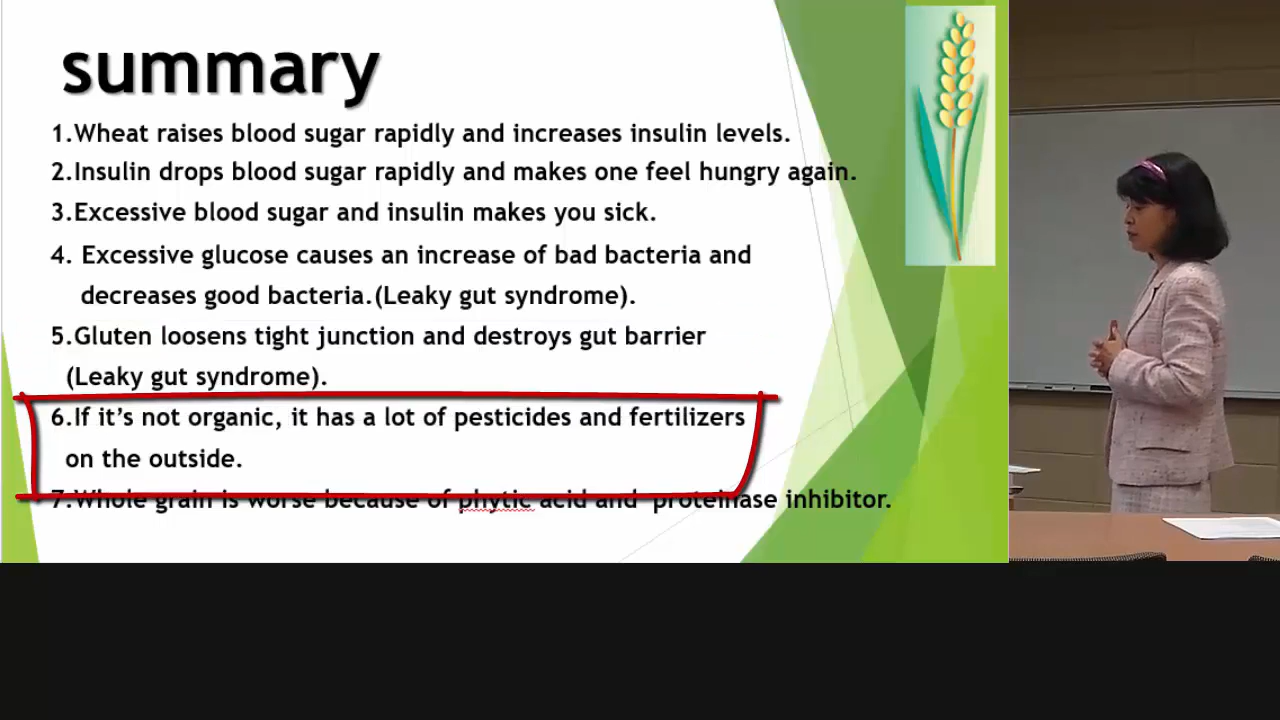 summary
1.Wheat raises blood sugar rapidly and increases insulin levels.
2.Insulin drops blood sugar rapidly and makes one feel hungry again.
3.Excessive blood sugar and insulin makes you sick.
4. Excessive glucose causes an increase of bad bacteria and
decreases good bacteria.(Leaky gut syndrome).
5.Gluten loosens tight junction and destroys gut barrier
(Leaky gut syndrome).
6.If it’s not organic, it has a lot of pesticides and fertilizers
on the outside.
7.Whole grain is worse because of phytic acid and proteinase inhibitor.